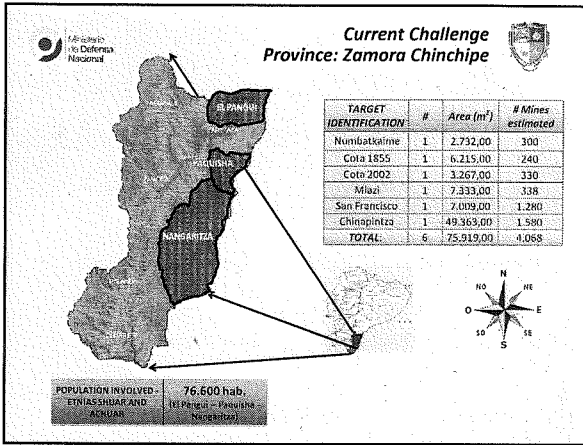 Ministerio
de Defensa
Nacional
Current Challenge
Province: Zamora Chinchipe
EL PANGUI
PAQUISHA
NANGARITZA
TARGET IDENTIFICATION # Area (m²) # Mines estimated
Numbatkaime 1 2.732,00 300
Cota 1855 1 6.215,00 240
Cota 2002 1 3.267,00 330
Miazi 1 7.333,00 338
San Francisco 1 7.009,00 1.280
Chinapintza 1 49.363,00 1.580
TOTAL: 6 75.919,00 4.068
N
NO NE
O E
SO SE
S
POPULATION INVOLVED - ETNIAS SHUAR AND ACHUAR
76.600 hab.
(El Pangui – Paquisha
Nangaritza)